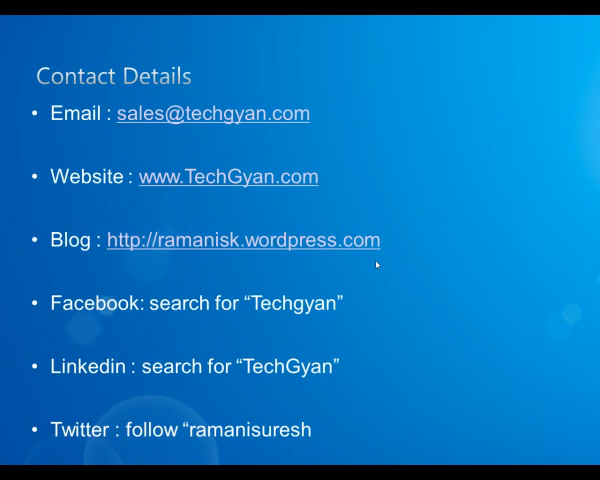 Contact Details
• Email : sales@techgyan.com
• Website : www.TechGyan.com
• Blog : http://ramanisk.wordpress.com
• Facebook: search for “Techgyan”
• Linkedin : search for “TechGyan”
• Twitter : follow “ramanisuresh